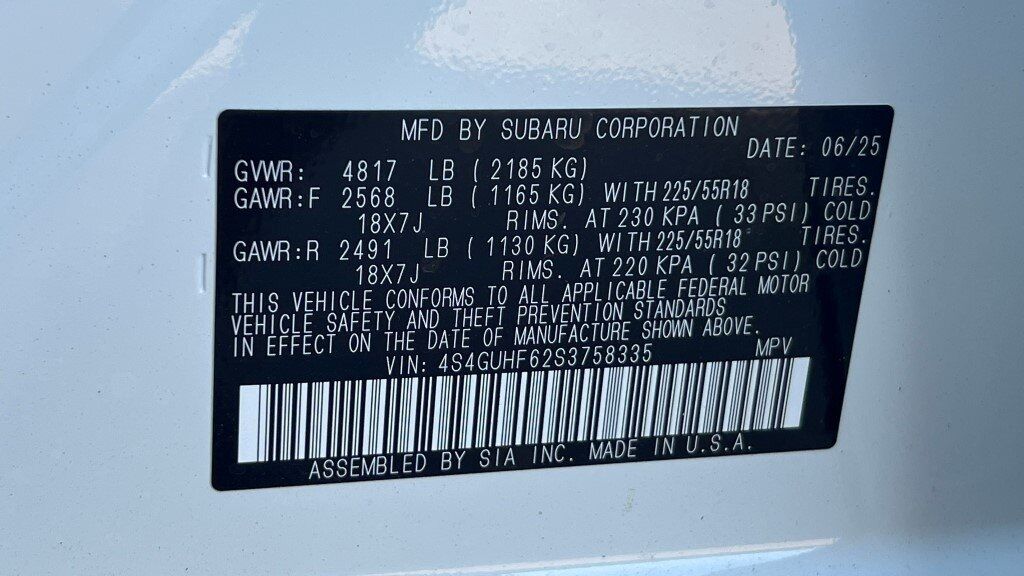 MFD BY SUBARU CORPORATION
DATE: 06/25
GVWR: 4817 LB ( 2185 KG)
GAWR:F 2568 LB ( 1165 KG) WITH 225/55R18 TIRES.
18X7J RIMS. AT 230 KPA ( 33 PSI) COLD
GAWR:R 2491 LB ( 1130 KG) WITH 225/55R18 TIRES.
18X7J RIMS. AT 220 KPA ( 32 PSI) COLD
THIS VEHICLE CONFORMS TO ALL APPLICABLE FEDERAL MOTOR
VEHICLE SAFETY AND THEFT PREVENTION STANDARDS
IN EFFECT ON THE DATE OF MANUFACTURE SHOWN ABOVE.
VIN: 4S4GUHF62S3758335 MPV
ASSEMBLED BY SIA INC. MADE IN U.S.A.